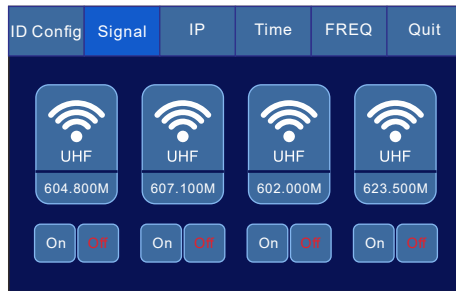 ID Config Signal IP Time FREQ Quit
UHF UHF UHF UHF
604.800M 607.100M 602.000M 623.500M
On Off On Off On Off On Off